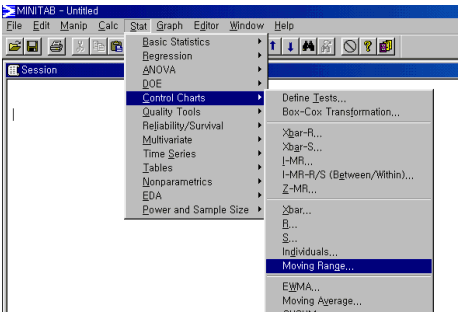 MINITAB - Untitled
File Edit Manip Calc Stat Graph Editor Window Help
Session
Basic Statistics
Regression
ANOVA
DOE
Control Charts
Quality Tools
Reliability/Survival
Multivariate
Time Series
Tables
Nonparametrics
EDA
Power and Sample Size
Define Tests...
Box-Cox Transformation...
Xbar-R...
Xbar-S...
I-MR...
I-MR-R/S (Between/Within)...
Z-MR...
Xbar...
R...
S...
Individuals...
Moving Range...
EWMA...
Moving Average...